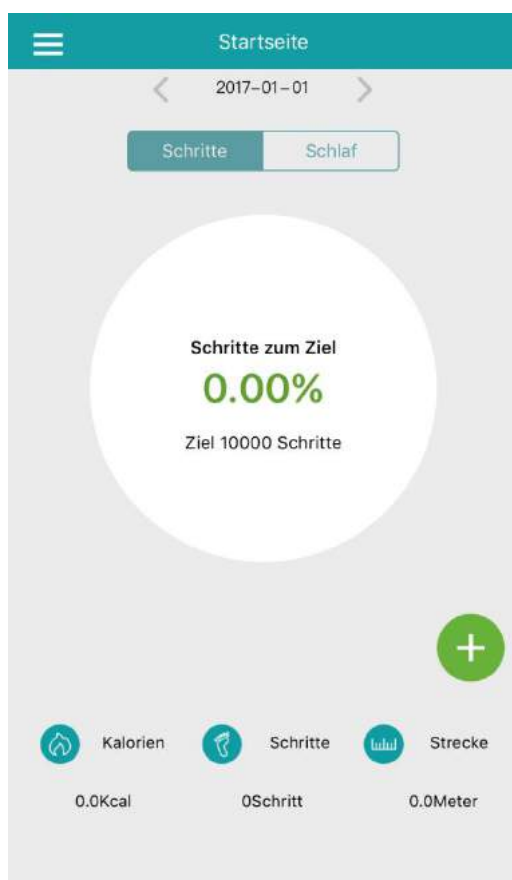 Startseite
2017-01-01
Schritte Schlaf
Schritte zum Ziel
0.00%
Ziel 10000 Schritte
Kalorien Schritte Strecke
0.0Kcal 0Schritt 0.0Meter